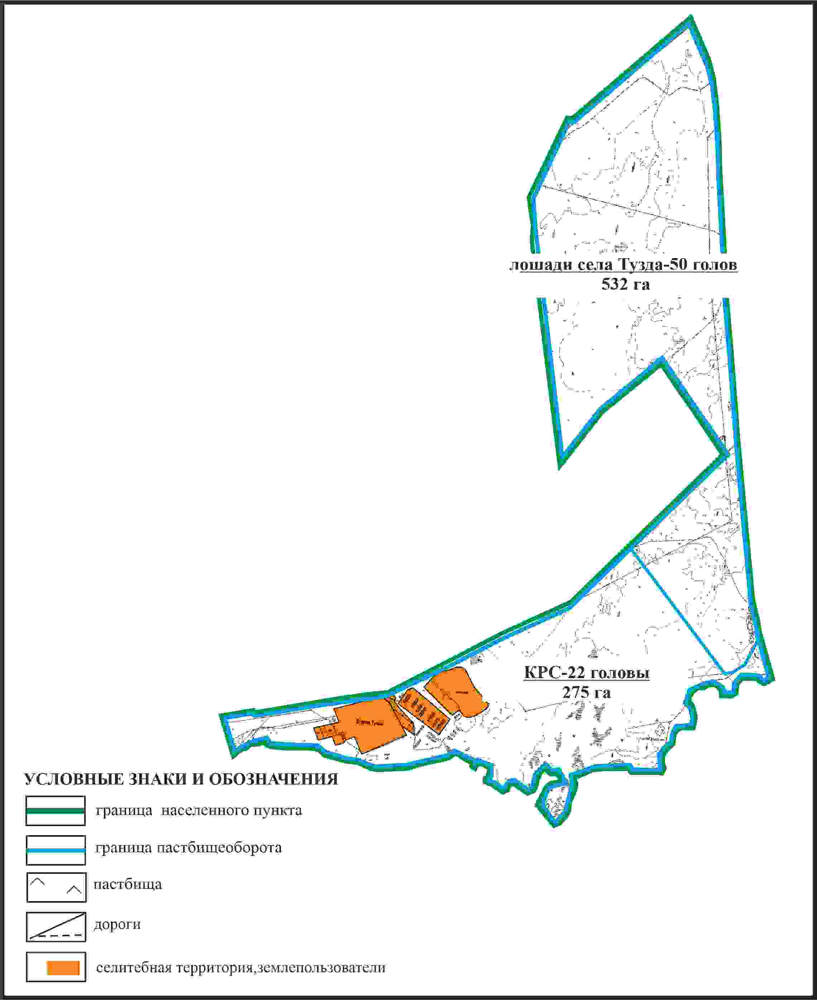 лошади села Тузда-50 голов
532 га
КРС-22 головы
275 га
УСЛОВНЫЕ ЗНАКИ И ОБОЗНАЧЕНИЯ
граница населенного пункта
граница пастбищеоборота
пастбища
дороги
селитебная территория,землепользователи